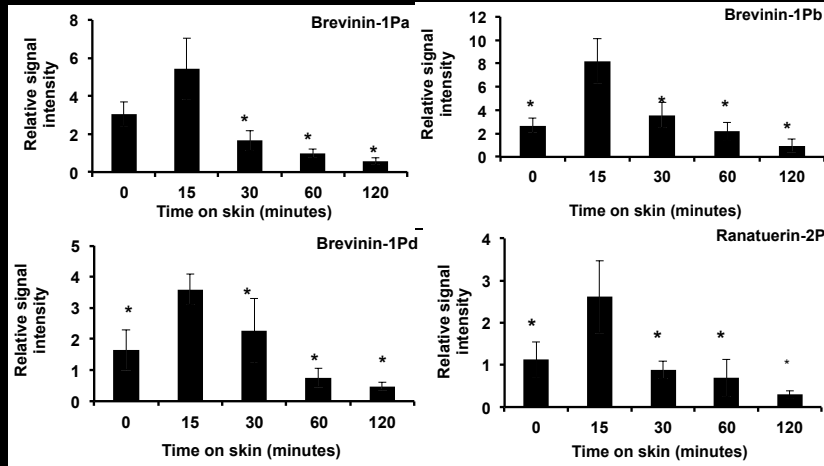 Brevinin-1Pa
Relative signal
intensity
8
6
4
2
0
*
*
*
0 15 30 60 120
Time on skin (minutes)
Brevinin-1Pb
Relative signal
intensity
12
10
8
6
4
2
0
*
*
*
*
0 15 30 60 120
Time on skin (minutes)
Brevinin-1Pd
Relative signal
intensity
5
4
3
2
1
0
*
*
*
*
0 15 30 60 120
Time on skin (minutes)
Ranatuerin-2P
Relative signal
intensity
4
3
2
1
0
*
*
*
*
0 15 30 60 120
Time on skin (minutes)